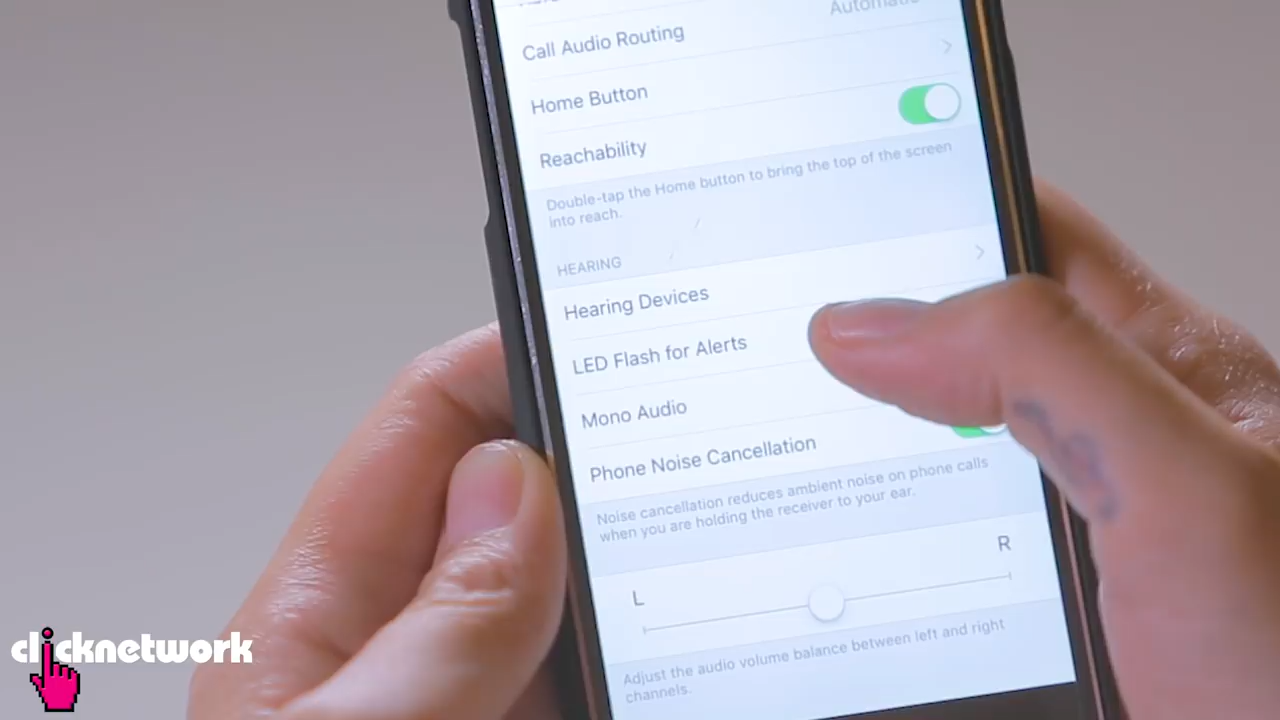 Automatic
Call Audio Routing
Home Button
Reachability
Double-tap the Home button to bring the top of the screen
into reach.
HEARING
Hearing Devices
LED Flash for Alerts
Mono Audio
Phone Noise Cancellation
Noise cancellation reduces ambient noise on phone calls
when you are holding the receiver to your ear.
L R
Adjust the audio volume balance between left and right
channels.
clicknetwork